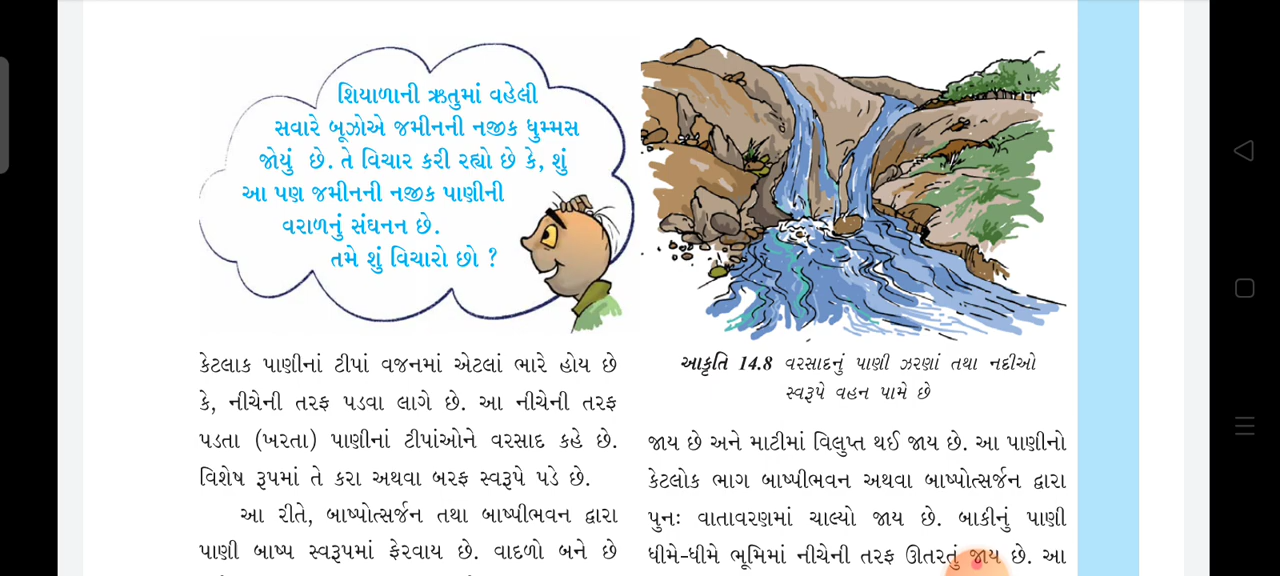 શિયાળાની ઋતુમાં વહેલી
સવારે બૂઝોએ જમીનની નજીક ધુમ્મસ
જોયું છે. તે વિચાર કરી રહ્યો છે કે, શું
આ પણ જમીનની નજીક પાણીની
વરાળનું સંઘનન છે.
તમે શું વિચારો છો ?
કેટલાક પાણીનાં ટીપાં વજનમાં એટલાં ભારે હોય છે
કે, નીચેની તરફ પડવા લાગે છે. આ નીચેની તરફ
પડતા (ખરતા) પાણીનાં ટીપાંઓને વરસાદ કહે છે.
વિશેષ રૂપમાં તે કરા અથવા બરફ સ્વરૂપે પડે છે.
આ રીતે, બાષ્પોત્સર્જન તથા બાષ્પીભવન દ્વારા
પાણી બાષ્પ સ્વરૂપમાં ફેરવાય છે. વાદળો બને છે
આકૃતિ 14.8 વરસાદનું પાણી ઝરણાં તથા નદીઓ
સ્વરૂપે વહન પામે છે
જાય છે અને માટીમાં વિલુપ્ત થઈ જાય છે. આ પાણીનો
કેટલોક ભાગ બાષ્પીભવન અથવા બાષ્પોત્સર્જન દ્વારા
પુનઃ વાતાવરણમાં ચાલ્યો જાય છે. બાકીનું પાણી
ધીમે-ધીમે ભૂમિમાં નીચેની તરફ ઊતરતું જાય છે. આ